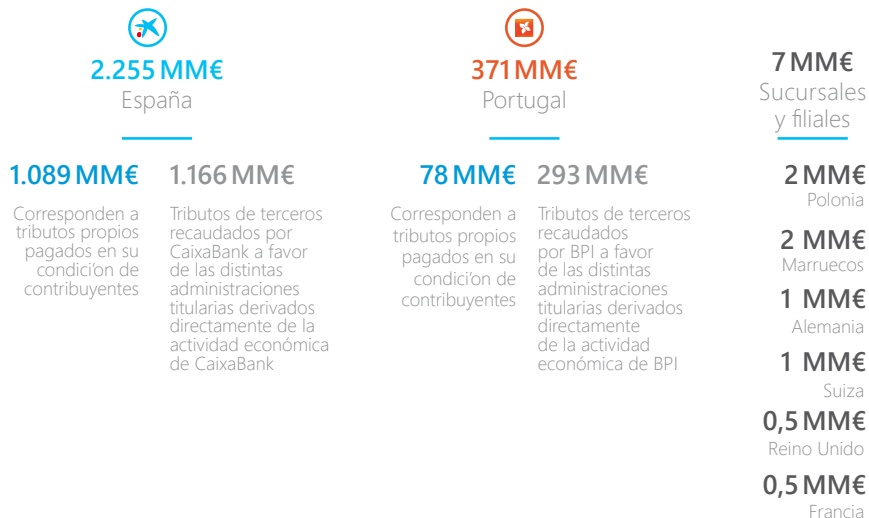 2.255 MM€
España
1.089 MM€
Corresponden a
tributos propios
pagados en su
condici'on de
contribuyentes
1.166 MM€
Tributos de terceros
recaudados por
CaixaBank a favor
de las distintas
administraciones
titularias derivados
directamente de la
actividad económica
de CaixaBank
371 MM€
Portugal
78 MM€
Corresponden a
tributos propios
pagados en su
condici'on de
contribuyentes
293 MM€
Tributos de terceros
recaudados
por BPI a favor
de las distintas
administraciones
titularias derivados
directamente
de la actividad
económica de BPI
7 MM€
Sucursales
y filiales
2 MM€
Polonia
2 MM€
Marruecos
1 MM€
Alemania
1 MM€
Suiza
0,5 MM€
Reino Unido
0,5 MM€
Francia